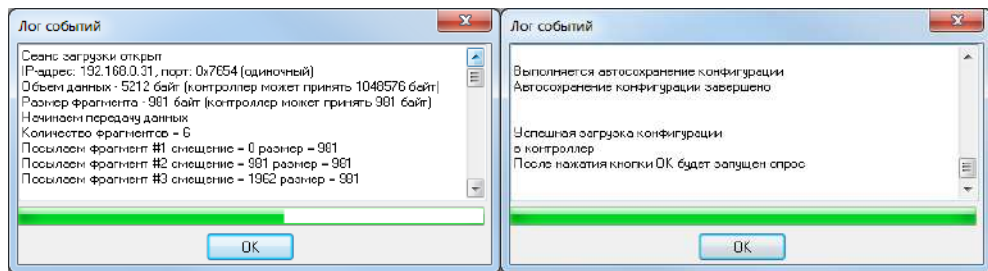 Лог событий
Сеанс загрузки открыт
IP-адрес: 192.168.0.31, порт: 0x7654 (одиночный)
Объем данных - 5212 байт (контроллер может принять 1048576 байт)
Размер фрагмента - 981 байт (контроллер может принять 981 байт)
Начинаем передачу данных
Количество фрагментов = 6
Посылаем фрагмент #1 смещение = 0 размер = 981
Посылаем фрагмент #2 смещение = 981 размер = 981
Посылаем фрагмент #3 смещение = 1962 размер = 981
OK
Лог событий
Выполняется автосохранение конфигурации
Автосохранение конфигурации завершено
Успешная загрузка конфигурации
в контроллер
После нажатия кнопки OK будет запущен опрос
OK